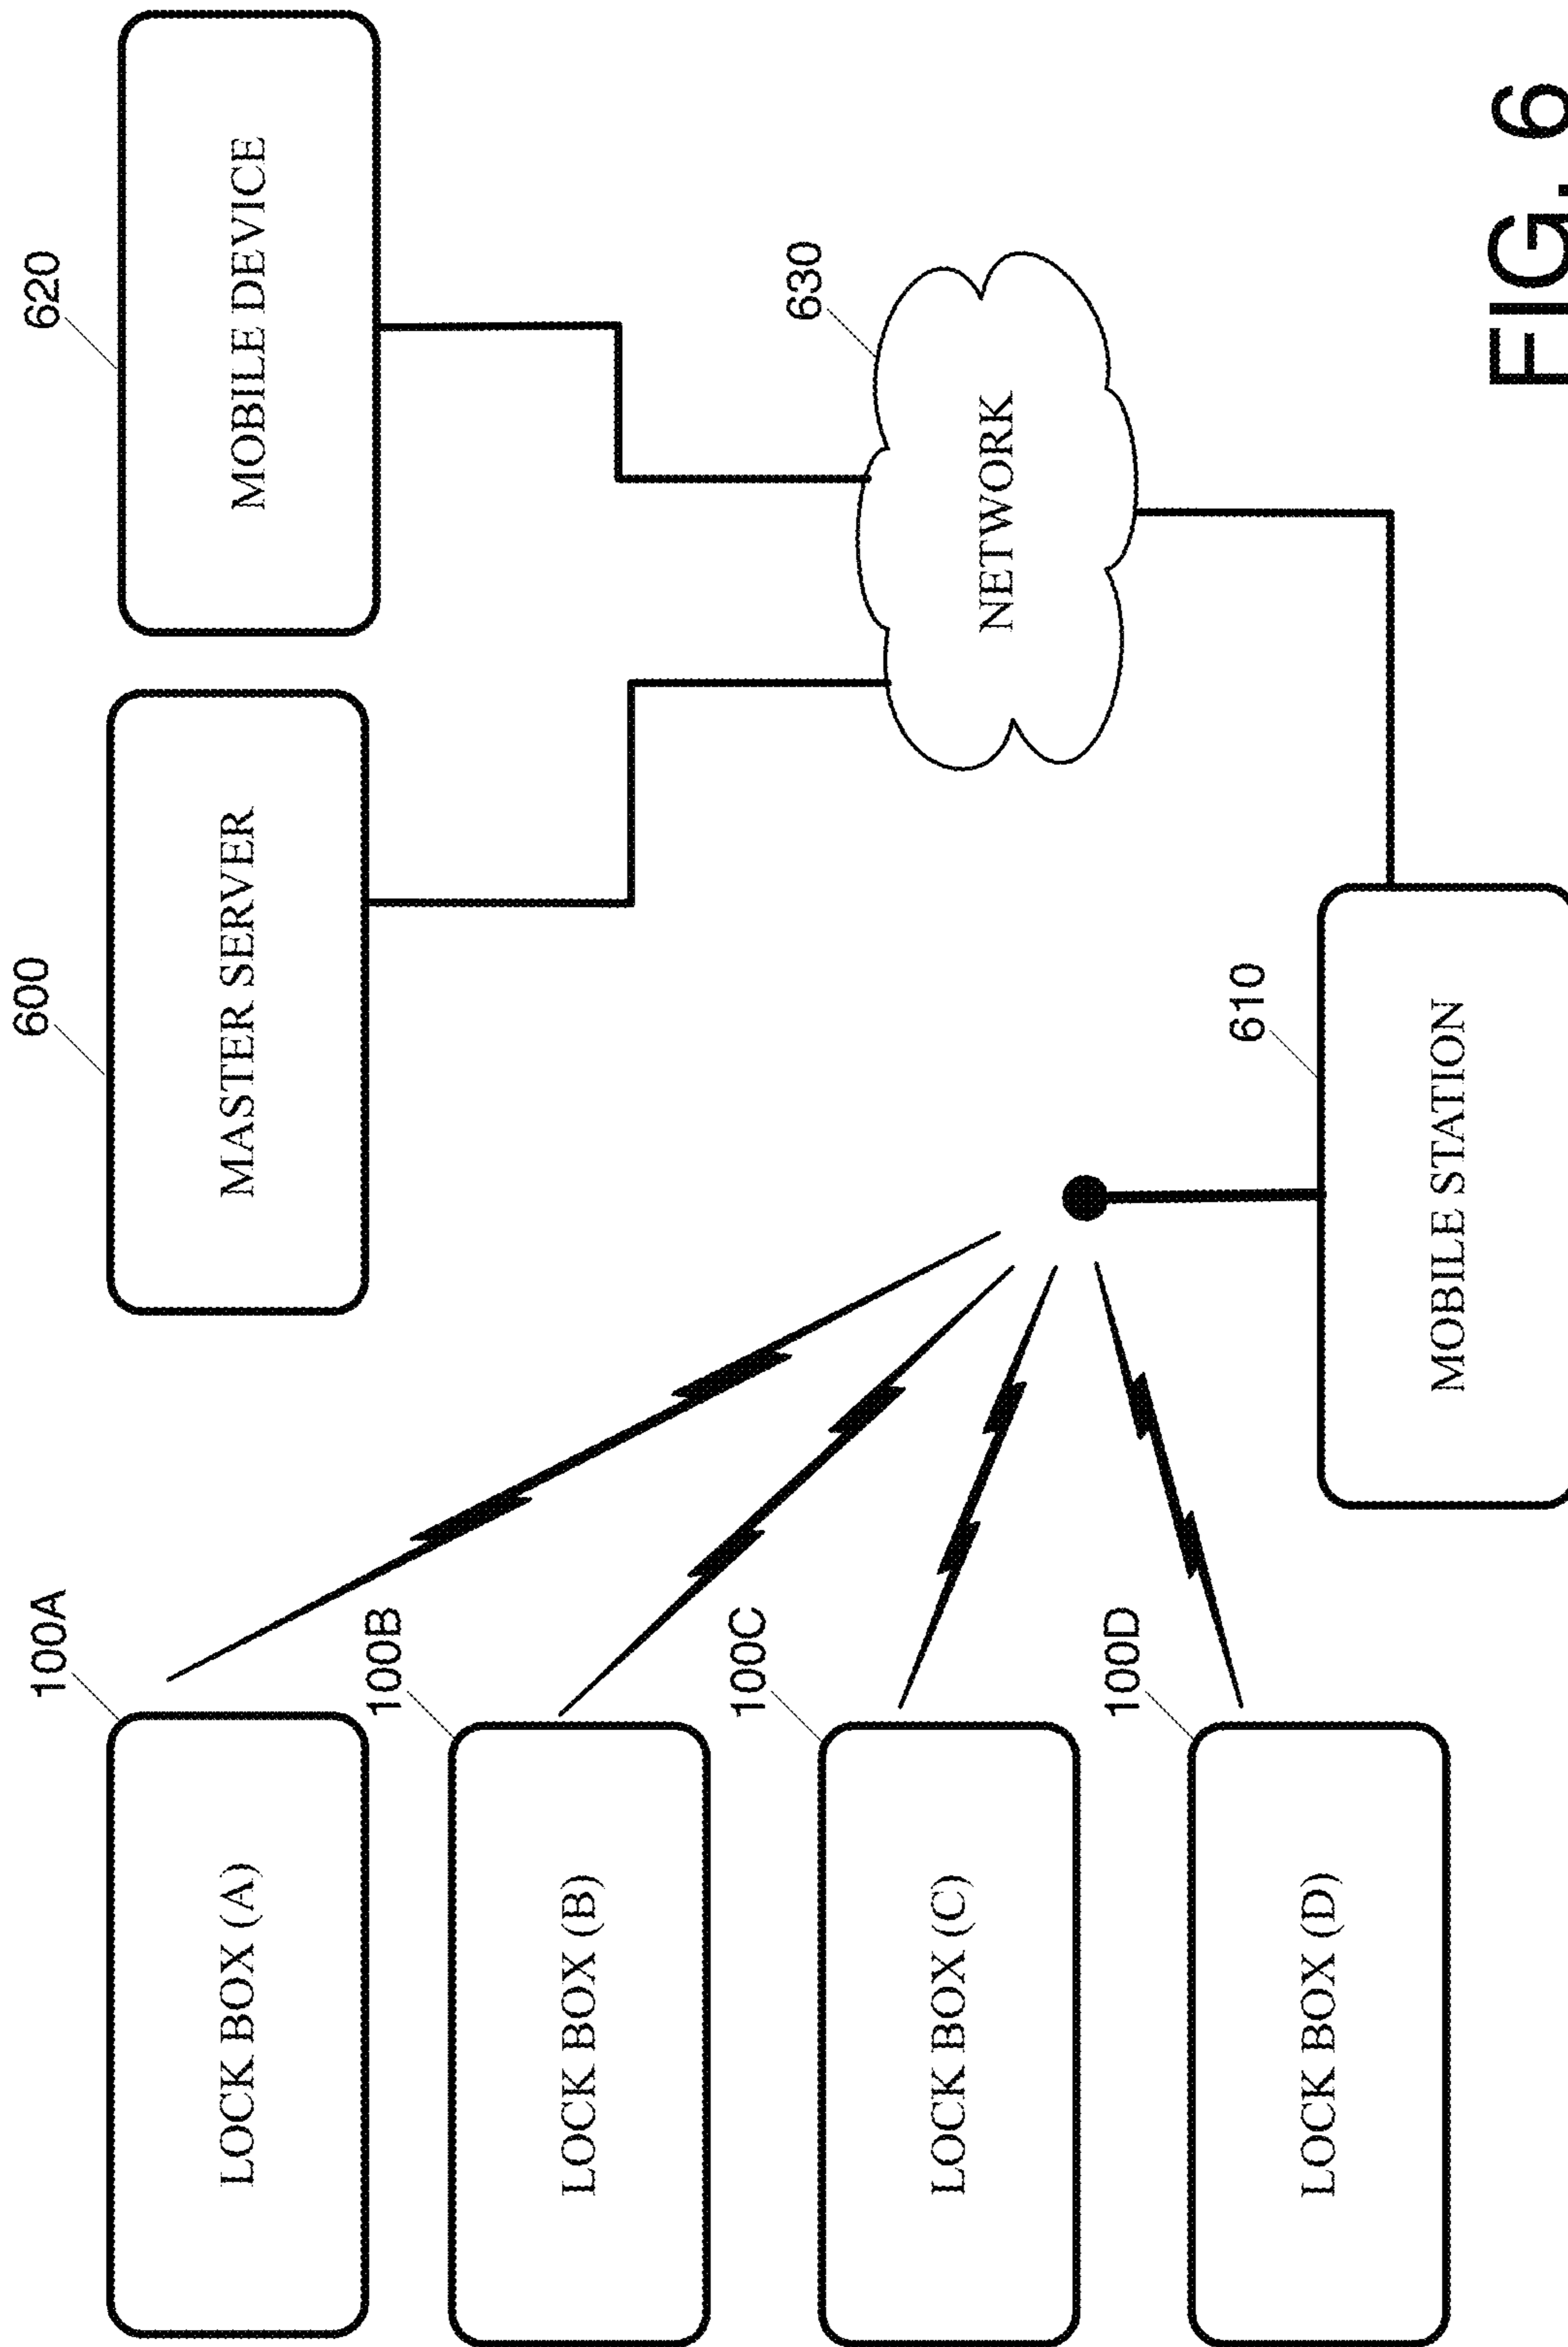 100A
LOCK BOX (A)
100B
LOCK BOX (B)
100C
LOCK BOX (C)
100D
LOCK BOX (D)
600
MASTER SERVER
620
MOBILE DEVICE
630
NETWORK
610
MOBILE STATION
FIG. 6